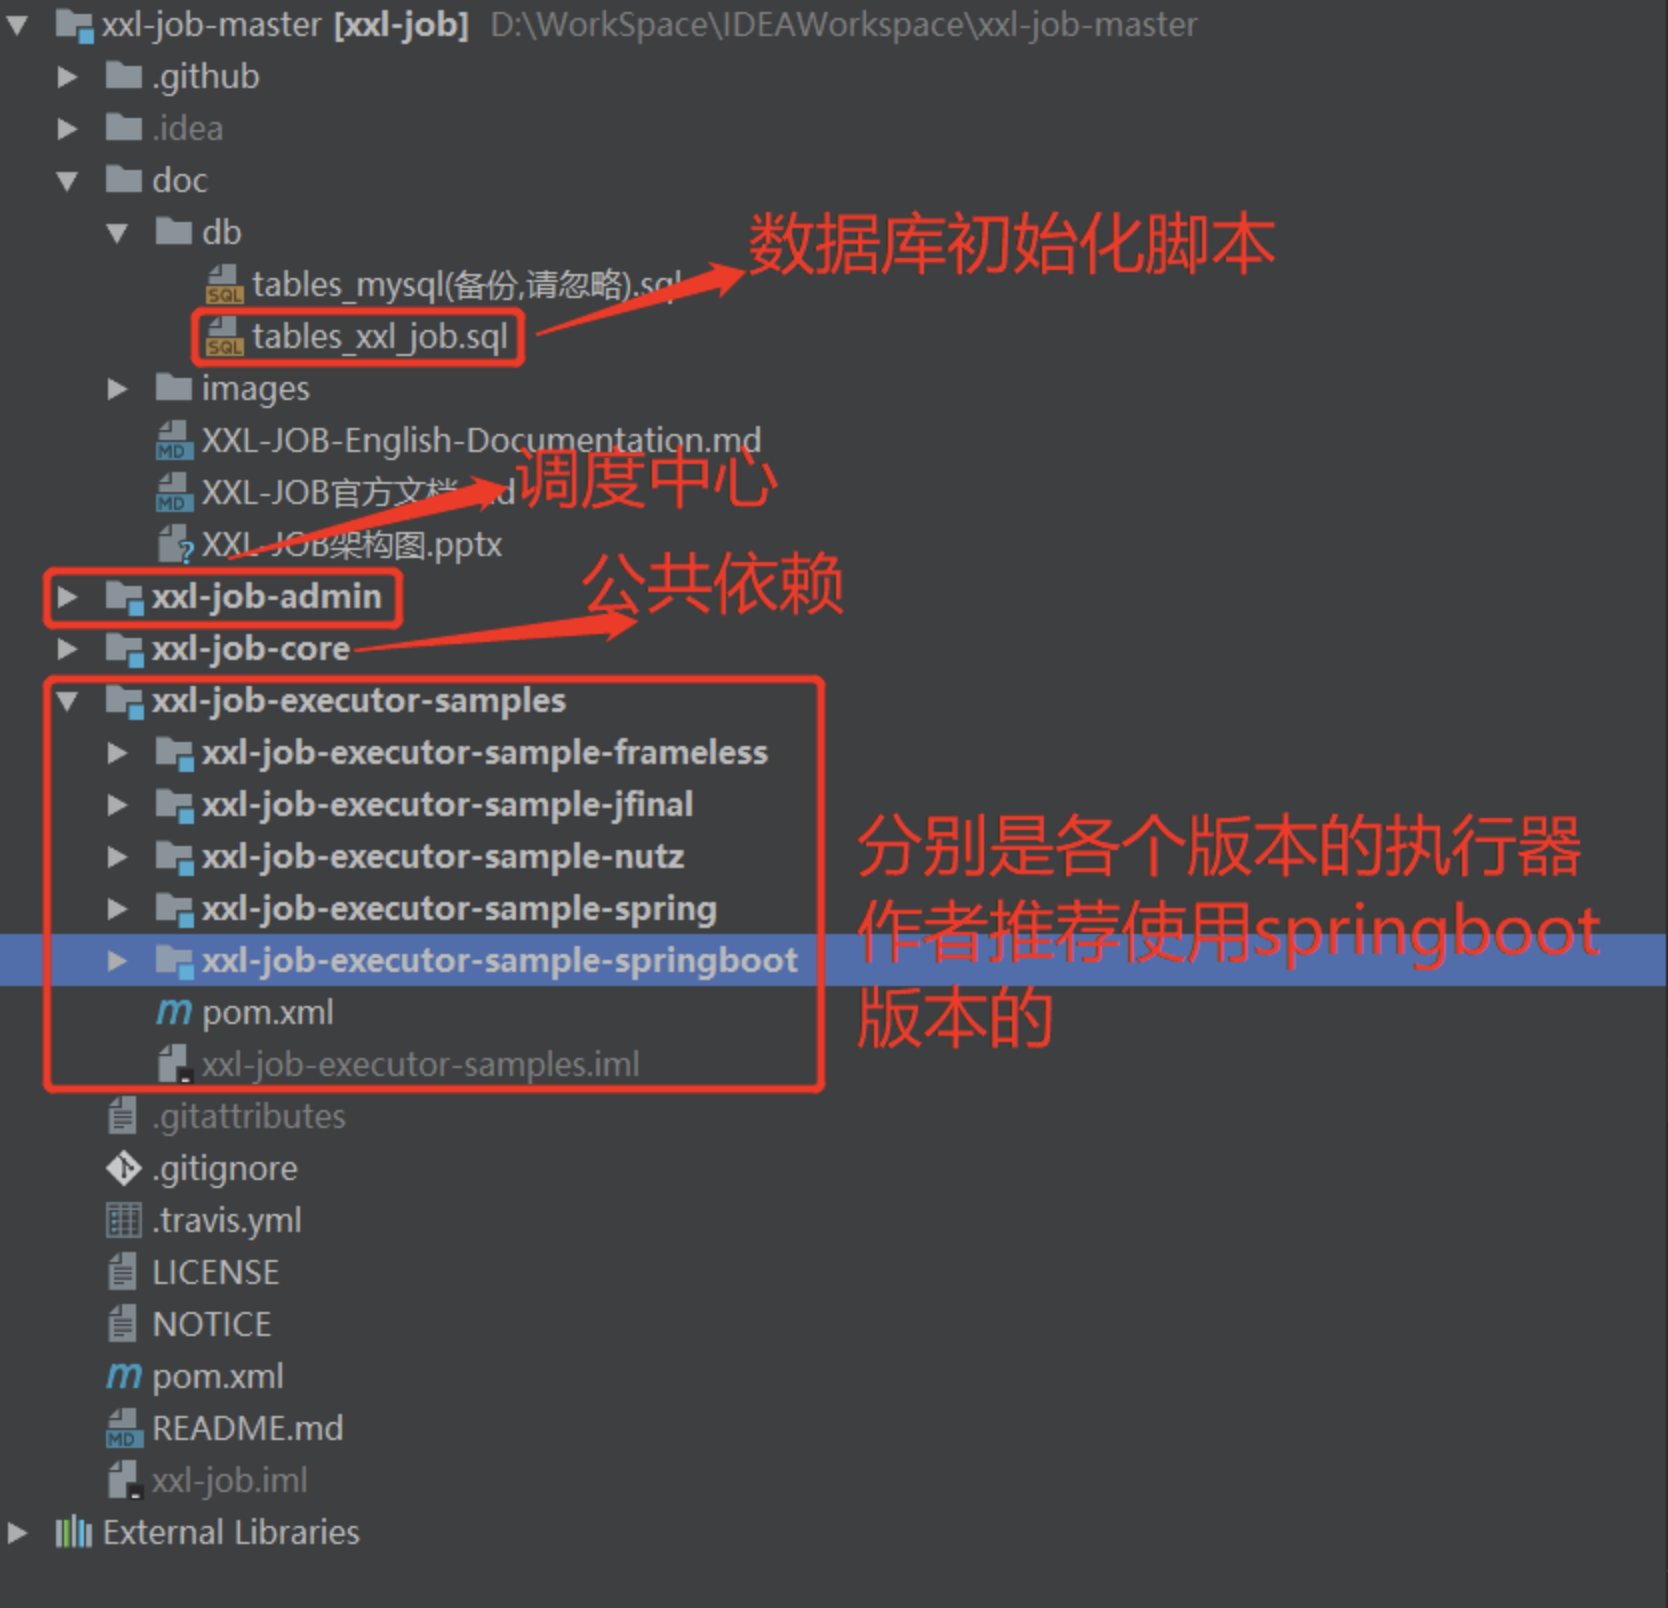 xxl-job-master [xxl-job] D:\WorkSpace\IDEAWorkspace\xxl-job-master
.github
.idea
doc
db
数据库初始化脚本
tables_mysql(备份,请忽略).sql
SQL
tables_xxl_job.sql
SQL
images
XXL-JOB-English-Documentation.md
MD
调度中心
XXL-JOB官方文档.md
MD
XXL-JOB架构图.pptx
公共依赖
xxl-job-admin
xxl-job-core
xxl-job-executor-samples
xxl-job-executor-sample-frameless
xxl-job-executor-sample-jfinal
xxl-job-executor-sample-nutz
xxl-job-executor-sample-spring
xxl-job-executor-sample-springboot
分别是各个版本的执行器
作者推荐使用springboot
版本的
m pom.xml
xxl-job-executor-samples.iml
.gitattributes
.gitignore
.travis.yml
LICENSE
NOTICE
m pom.xml
README.md
MD
xxl-job.iml
External Libraries